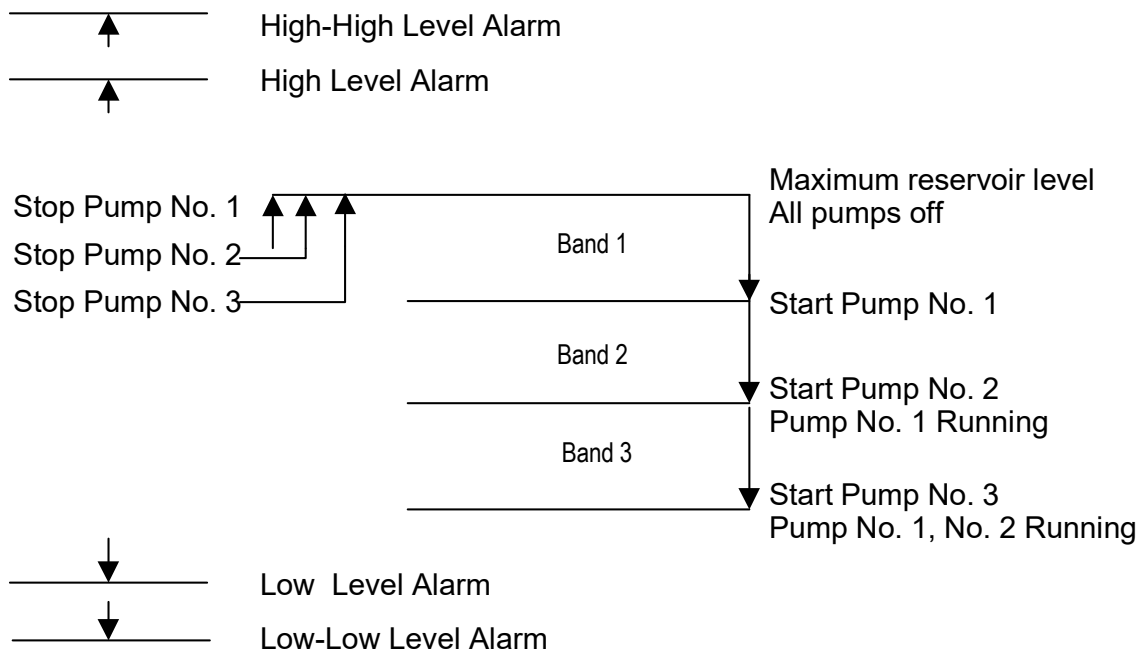 High-High Level Alarm
High Level Alarm
Maximum reservoir level
All pumps off
Stop Pump No. 1
Stop Pump No. 2
Stop Pump No. 3
Band 1
Start Pump No. 1
Band 2
Start Pump No. 2
Pump No. 1 Running
Band 3
Start Pump No. 3
Pump No. 1, No. 2 Running
Low Level Alarm
Low-Low Level Alarm